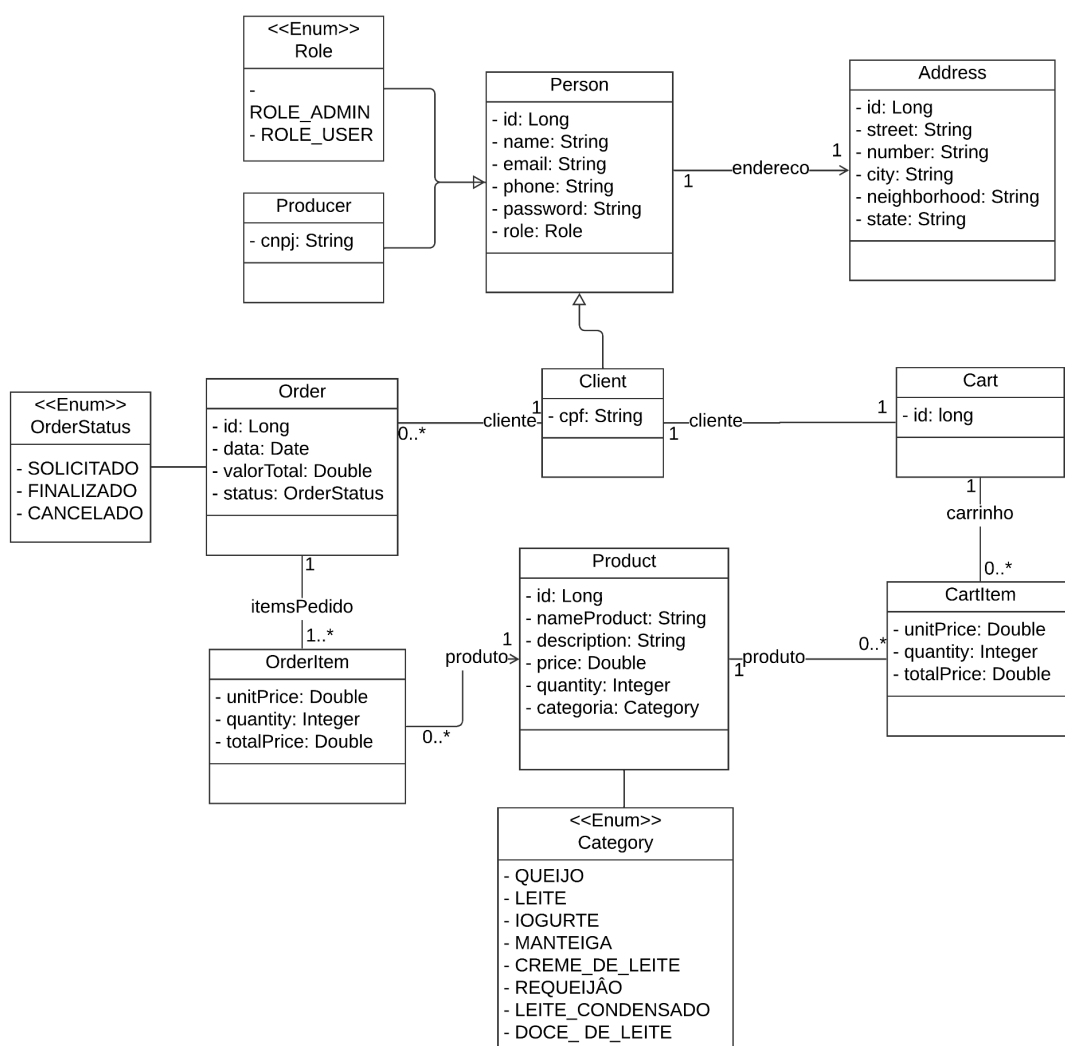 <<Enum>>
Role
-
ROLE_ADMIN
- ROLE_USER
Producer
- cnpj: String
Person
- id: Long
- name: String
- email: String
- phone: String
- password: String
- role: Role
1
endereco
1
Address
- id: Long
- street: String
- number: String
- city: String
- neighborhood: String
- state: String
<<Enum>>
OrderStatus
- SOLICITADO
- FINALIZADO
- CANCELADO
Order
- id: Long
- data: Date
- valorTotal: Double
- status: OrderStatus
0..*
cliente
1
Client
- cpf: String
1
cliente
1
Cart
- id: long
1
carrinho
0..*
1
itemsPedido
1..*
OrderItem
- unitPrice: Double
- quantity: Integer
- totalPrice: Double
0..*
produto
1
Product
- id: Long
- nameProduct: String
- description: String
- price: Double
- quantity: Integer
- categoria: Category
1
produto
0..*
CartItem
- unitPrice: Double
- quantity: Integer
- totalPrice: Double
<<Enum>>
Category
- QUEIJO
- LEITE
- IOGURTE
- MANTEIGA
- CREME_DE_LEITE
- REQUEIJÂO
- LEITE_CONDENSADO
- DOCE_ DE_LEITE